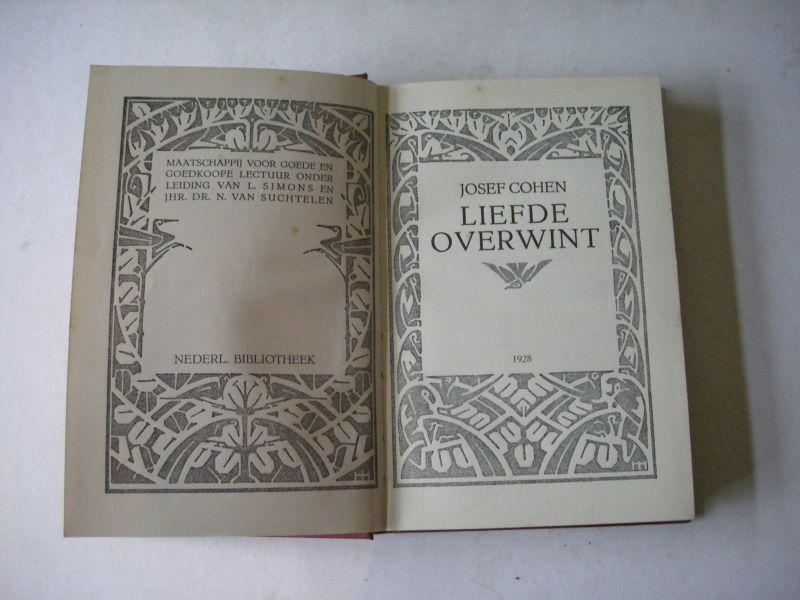 MAATSCHAPPIJ VOOR GOEDE EN
GOEDKOOPE LECTUUR ONDER
LEIDING VAN L. SIMONS EN
JHR. DR. N. VAN SUCHTELEN
NEDERL. BIBLIOTHEEK
JOSEF COHEN
LIEFDE
OVERWINT
1928